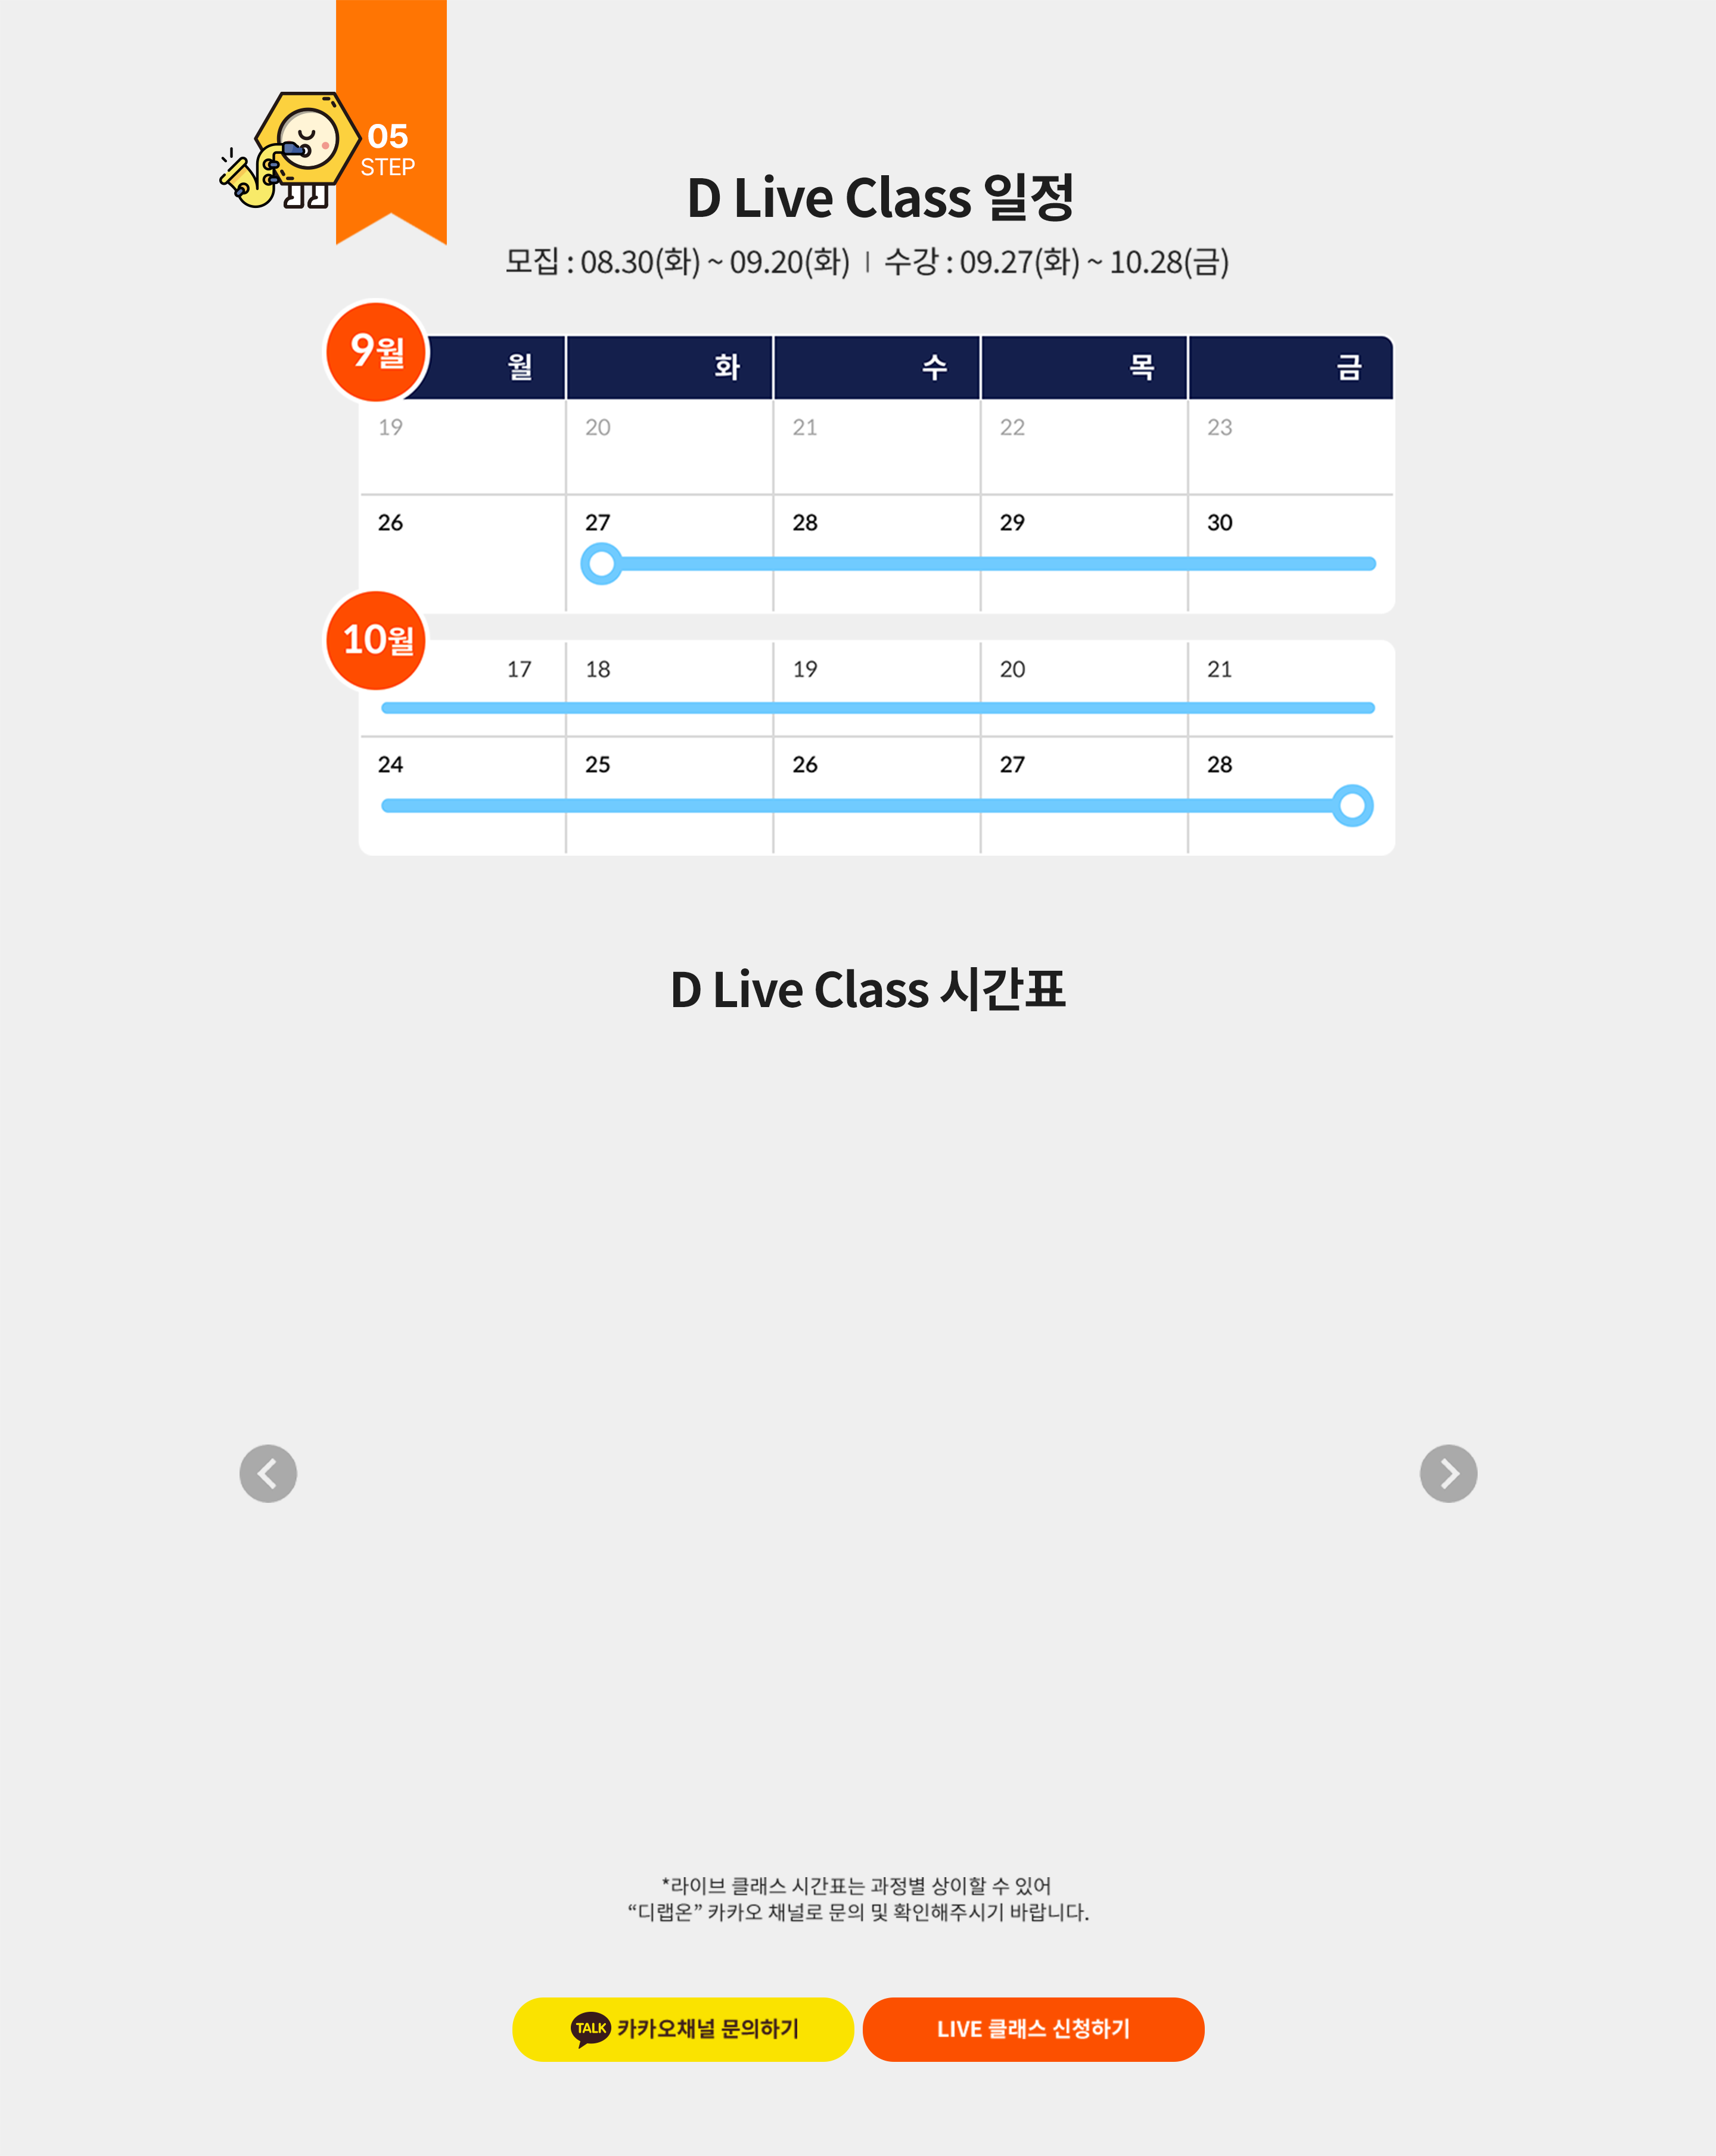 05
STEP
D Live Class 일정
모집 : 08.30(화) ~ 09.20(화) | 수강 : 09.27(화) ~ 10.28(금)
9월
월 화 수 목 금
19 20 21 22 23
26 27 28 29 30
10월
17 18 19 20 21
24 25 26 27 28
D Live Class 시간표
*라이브 클래스 시간표는 과정별 상이할 수 있어
“디랩온” 카카오 채널로 문의 및 확인해주시기 바랍니다.
TALK 카카오채널 문의하기
LIVE 클래스 신청하기